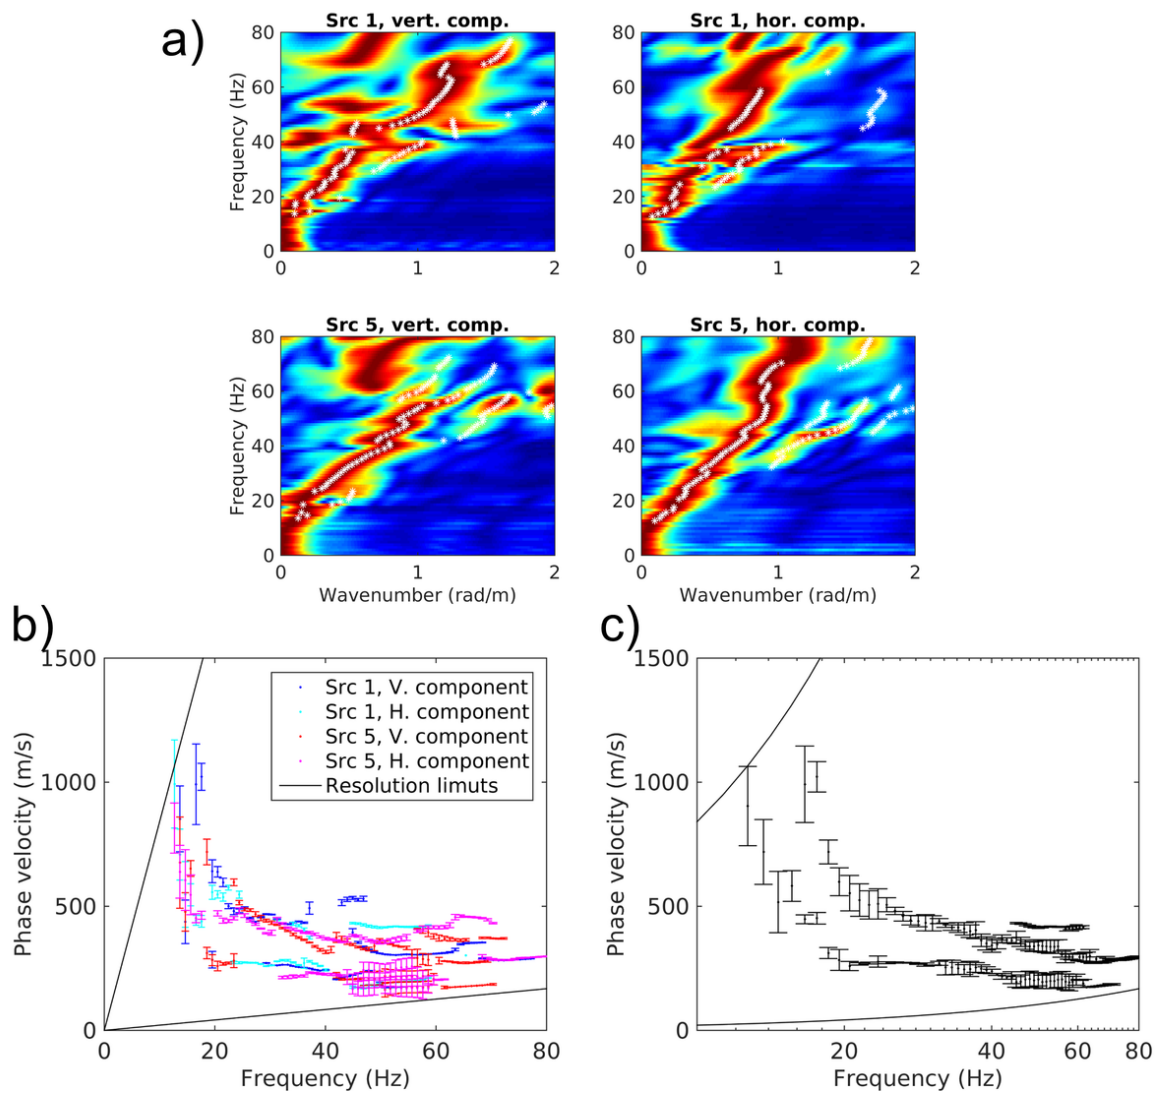 a)
Src 1, vert. comp.
Src 1, hor. comp.
80
60
40
20
0
Frequency (Hz)
0 1 2
80
60
40
20
0
0 1 2
Src 5, vert. comp.
Src 5, hor. comp.
80
60
40
20
0
Frequency (Hz)
0 1 2
Wavenumber (rad/m)
80
60
40
20
0
0 1 2
Wavenumber (rad/m)
b)
1500
1000
500
0
Phase velocity (m/s)
Src 1, V. component
Src 1, H. component
Src 5, V. component
Src 5, H. component
Resolution limuts
0 20 40 60 80
Frequency (Hz)
c)
1500
1000
500
0
Phase velocity (m/s)
20 40 60 80
Frequency (Hz)